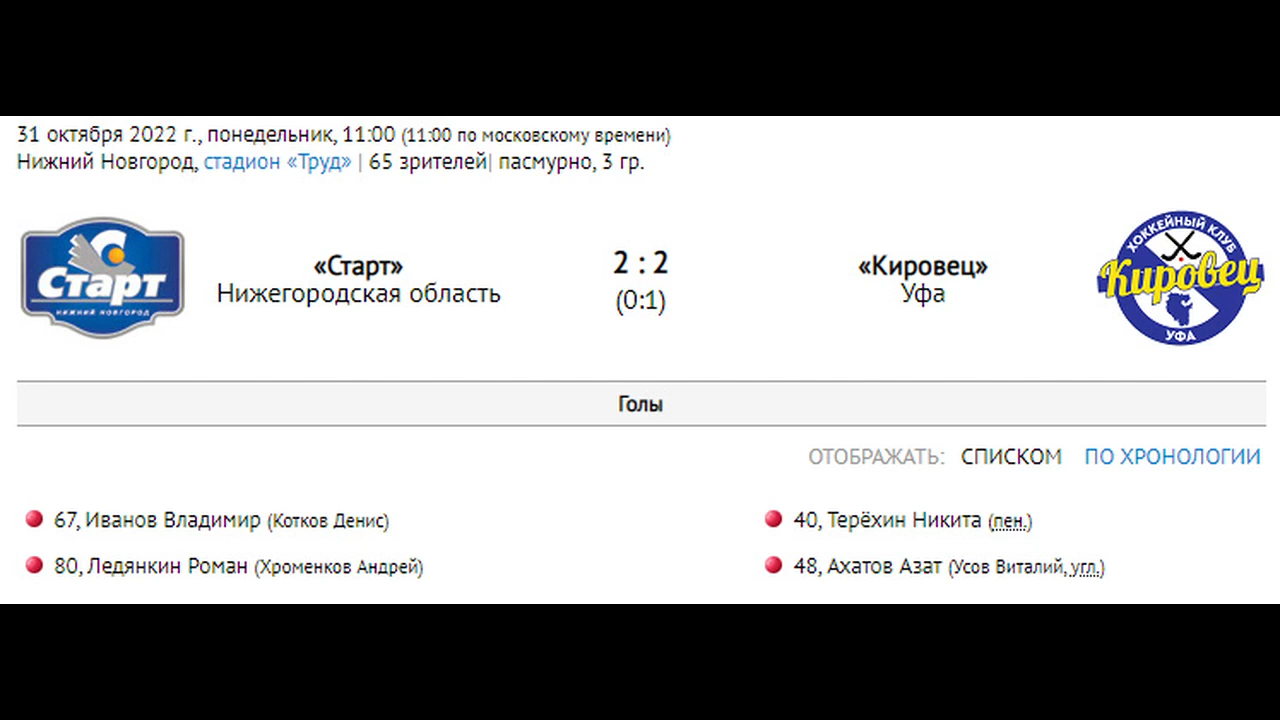 31 октября 2022 г., понедельник, 11:00 (11:00 по московскому времени)
Нижний Новгород, стадион «Труд» | 65 зрителей| пасмурно, 3 гр.
Старт
НИЖНИЙ НОВГОРОД
«Старт»
Нижегородская область
2 : 2
(0:1)
«Кировец»
Уфа
ХОККЕЙНЫЙ КЛУБ
Кировец
УФА
Голы
ОТОБРАЖАТЬ: СПИСКОМ ПО ХРОНОЛОГИИ
67, Иванов Владимир (Котков Денис)
80, Ледянкин Роман (Хроменков Андрей)
40, Терёхин Никита (пен.)
48, Ахатов Азат (Усов Виталий, угл.)